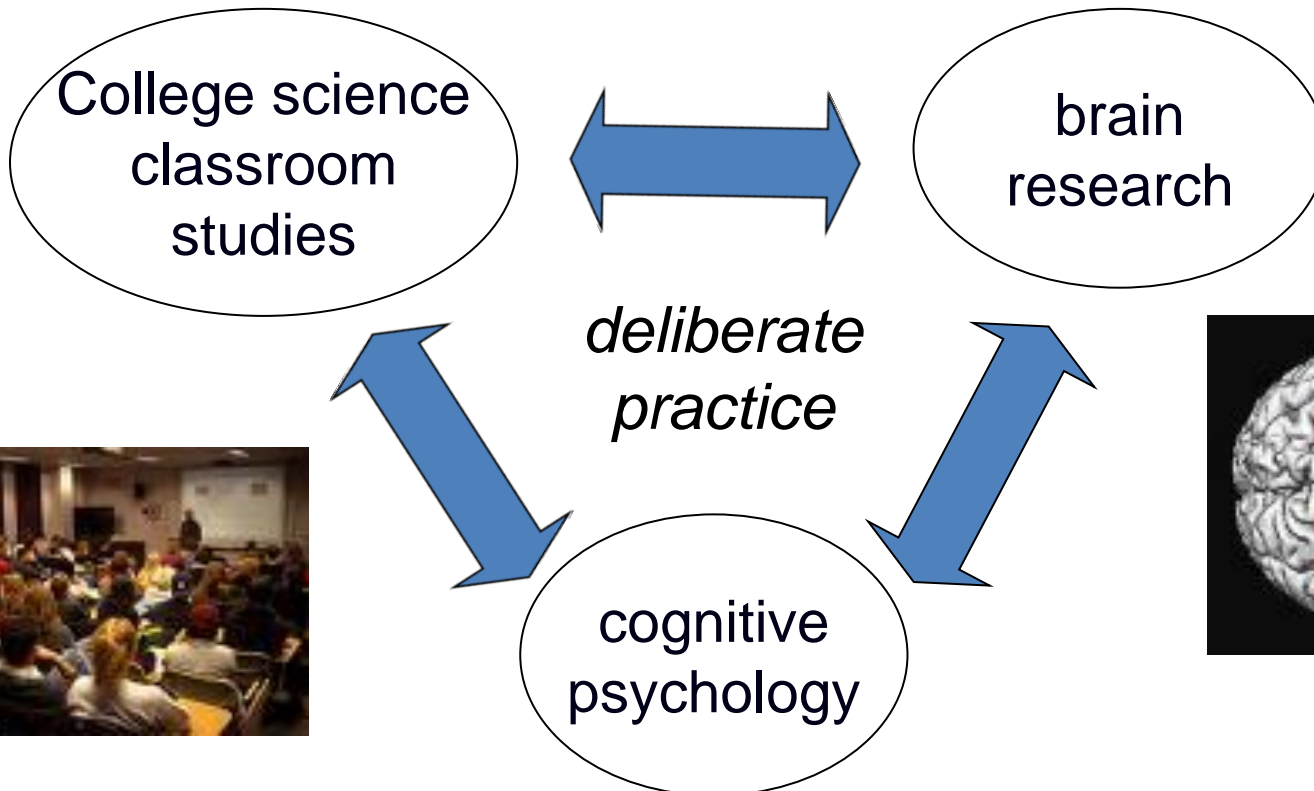 College science
classroom
studies
brain
research
deliberate
practice
cognitive
psychology